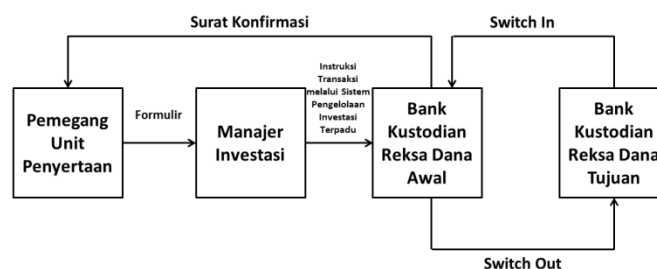 Surat Konfirmasi
Switch In
Instruksi
Transaksi
melalui Sistem
Pengelolaan
Investasi
Terpadu
Pemegang
Unit
Penyertaan
Formulir
Manajer
Investasi
Bank
Kustodian
Reksa Dana
Awal
Bank
Kustodian
Reksa Dana
Tujuan
Switch Out